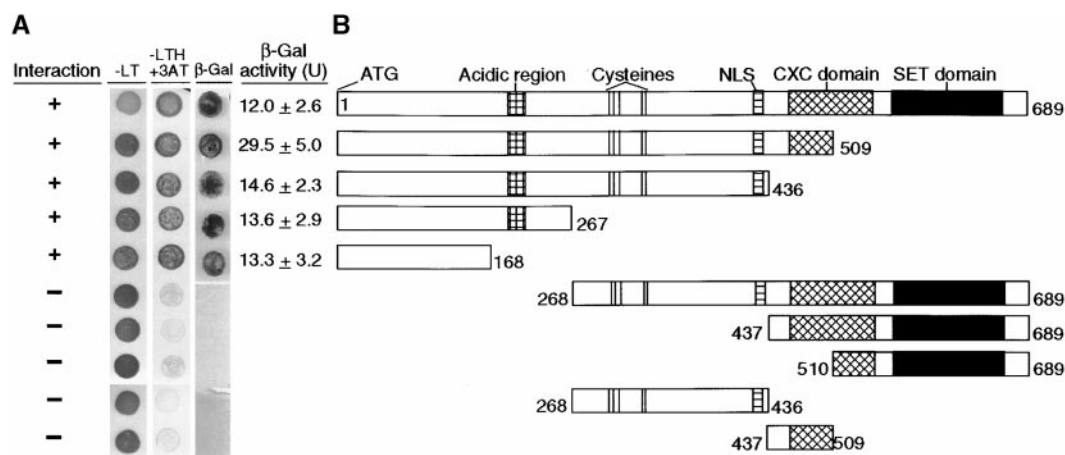 A
B
Interaction
-LT
-LTH
+3AT
β-Gal
β-Gal
activity (U)
ATG
Acidic region
Cysteines
NLS
CXC domain
SET domain
+ 12.0 ± 2.6 1 689
+ 29.5 ± 5.0 509
+ 14.6 ± 2.3 436
+ 13.6 ± 2.9 267
+ 13.3 ± 3.2 168
– 268 689
– 437 689
– 510 689
– 268 436
– 437 509